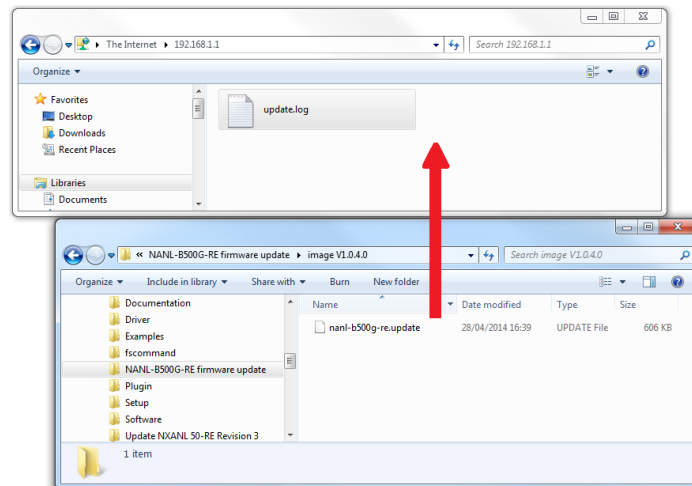 The Internet ▸ 192.168.1.1
Search 192.168.1.1
Organize
Favorites
Desktop
Downloads
Recent Places
Libraries
Documents
update.log
« NANL-B500G-RE firmware update ▸ image V1.0.4.0
Search image V1.0.4.0
Organize Include in library Share with Burn New folder
Documentation
Driver
Examples
fscommand
NANL-B500G-RE firmware update
Plugin
Setup
Software
Update NXANL 50-RE Revision 3
Name Date modified Type Size
nanl-b500g-re.update 28/04/2014 16:39 UPDATE File 606 KB
1 item